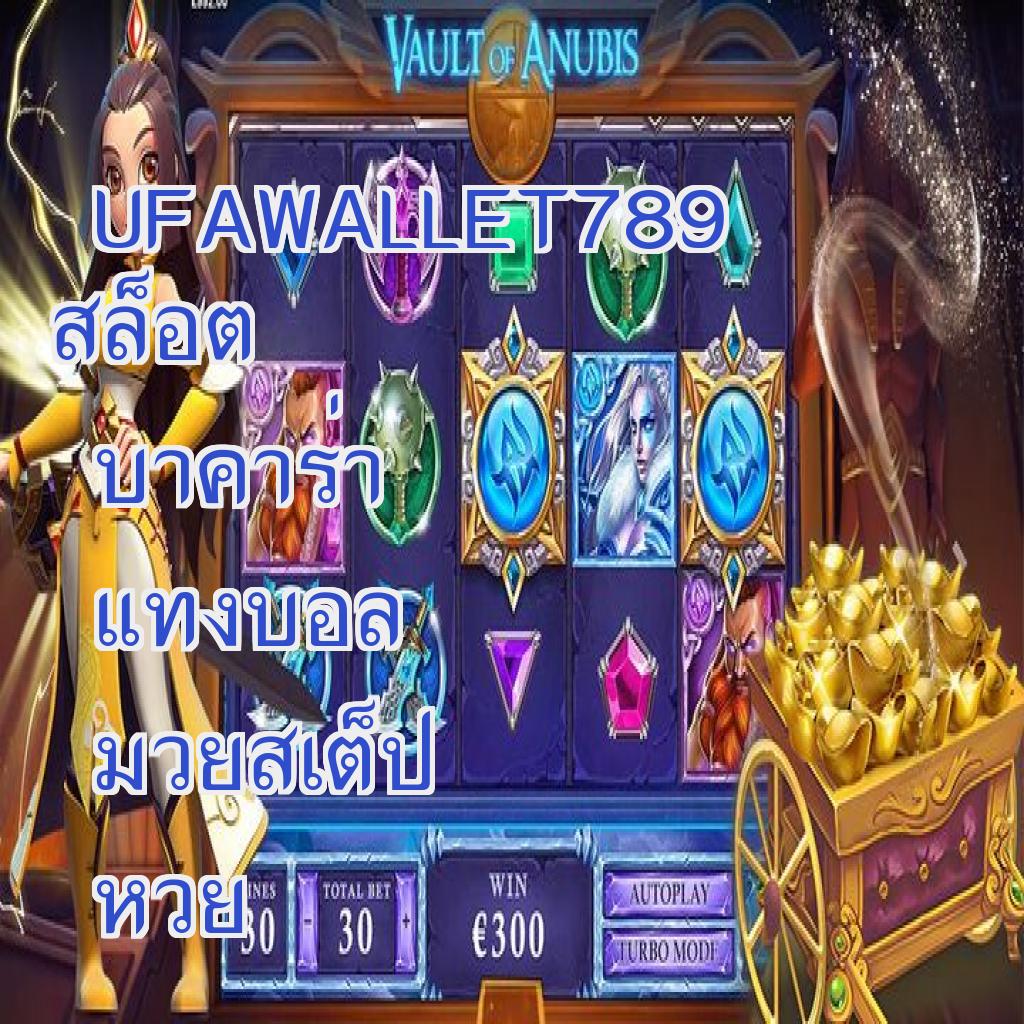 VAULT OF ANUBIS
UFAWALLET789
สล็อต
บาคาร่า
แทงบอล
มวยสเต็ป
หวย
TOTAL BET
30
WIN
€300
AUTOPLAY
TURBO MODE